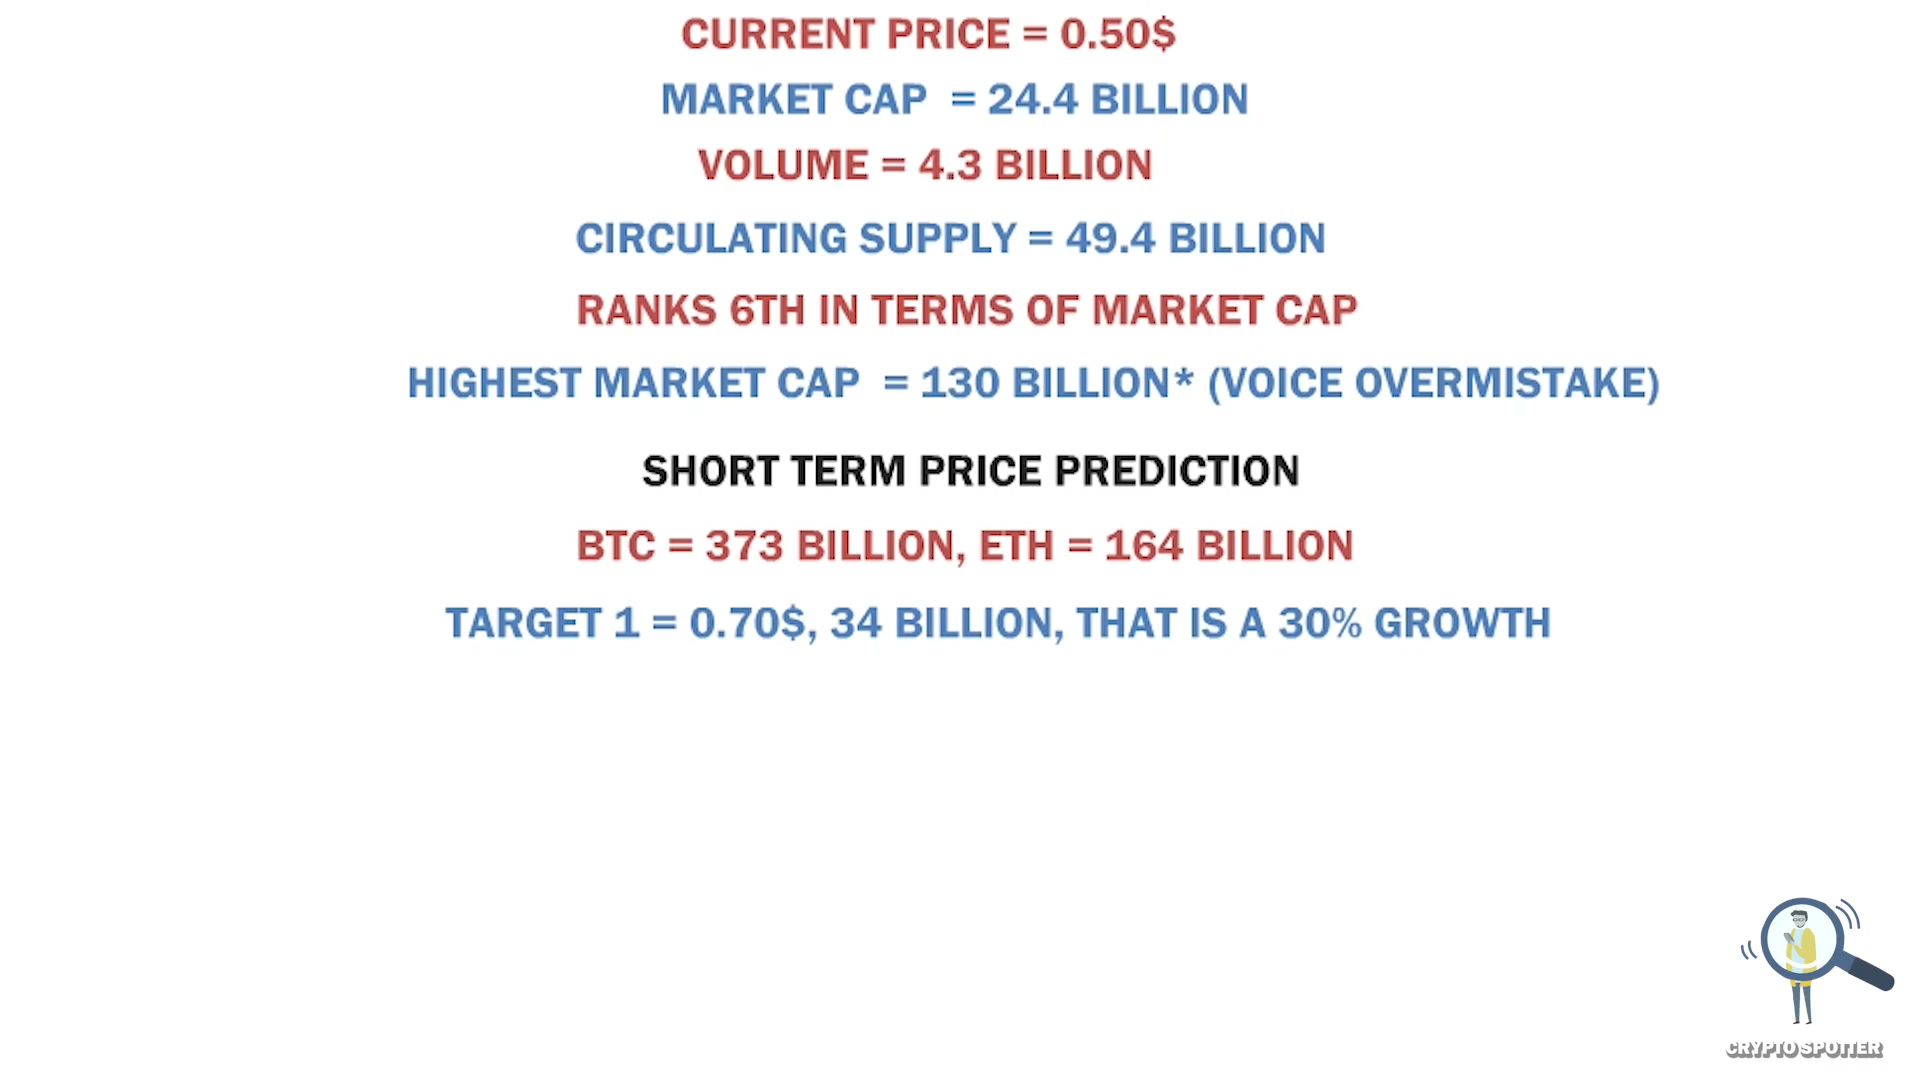 CURRENT PRICE = 0.50$
MARKET CAP = 24.4 BILLION
VOLUME = 4.3 BILLION
CIRCULATING SUPPLY = 49.4 BILLION
RANKS 6TH IN TERMS OF MARKET CAP
HIGHEST MARKET CAP = 130 BILLION* (VOICE OVERMISTAKE)
SHORT TERM PRICE PREDICTION
BTC = 373 BILLION, ETH = 164 BILLION
TARGET 1 = 0.70$, 34 BILLION, THAT IS A 30% GROWTH
CRYPTO SPOTTER